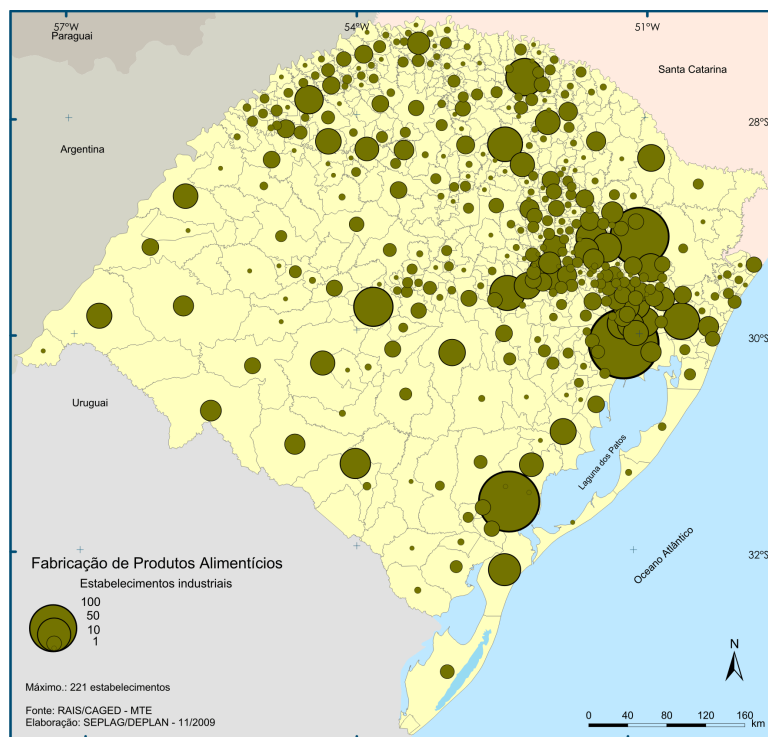 57°W
54°W
51°W
Paraguai
Santa Catarina
28°S
Argentina
30°S
Uruguai
Laguna dos Patos
Oceano Atlântico
32°S
Fabricação de Produtos Alimentícios
Estabelecimentos industriais
100
50
10
1
N
Máximo.: 221 estabelecimentos
Fonte: RAIS/CAGED - MTE
Elaboração: SEPLAG/DEPLAN - 11/2009
0 40 80 120 160
km